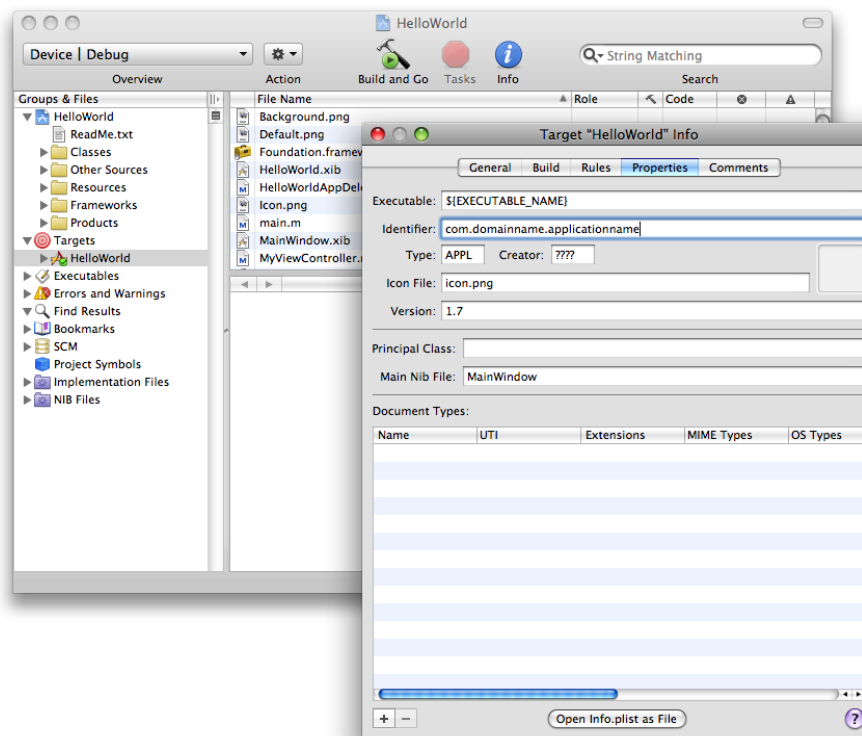 HelloWorld
Device | Debug
Overview
Action
Build and Go
Tasks
Info
String Matching
Search
Groups & Files
HelloWorld
ReadMe.txt
Classes
Other Sources
Resources
Frameworks
Products
Targets
HelloWorld
Executables
Errors and Warnings
Find Results
Bookmarks
SCM
Project Symbols
Implementation Files
NIB Files
File Name Role Code
Background.png
Default.png
Foundation.framew
HelloWorld.xib
HelloWorldAppDel
Icon.png
main.m
MainWindow.xib
MyViewController.
Target "HelloWorld" Info
General Build Rules Properties Comments
Executable: ${EXECUTABLE_NAME}
Identifier: com.domainname.applicationname
Type: APPL Creator: ????
Icon File: icon.png
Version: 1.7
Principal Class:
Main Nib File: MainWindow
Document Types:
Name UTI Extensions MIME Types OS Types
+ −
Open Info.plist as File
?